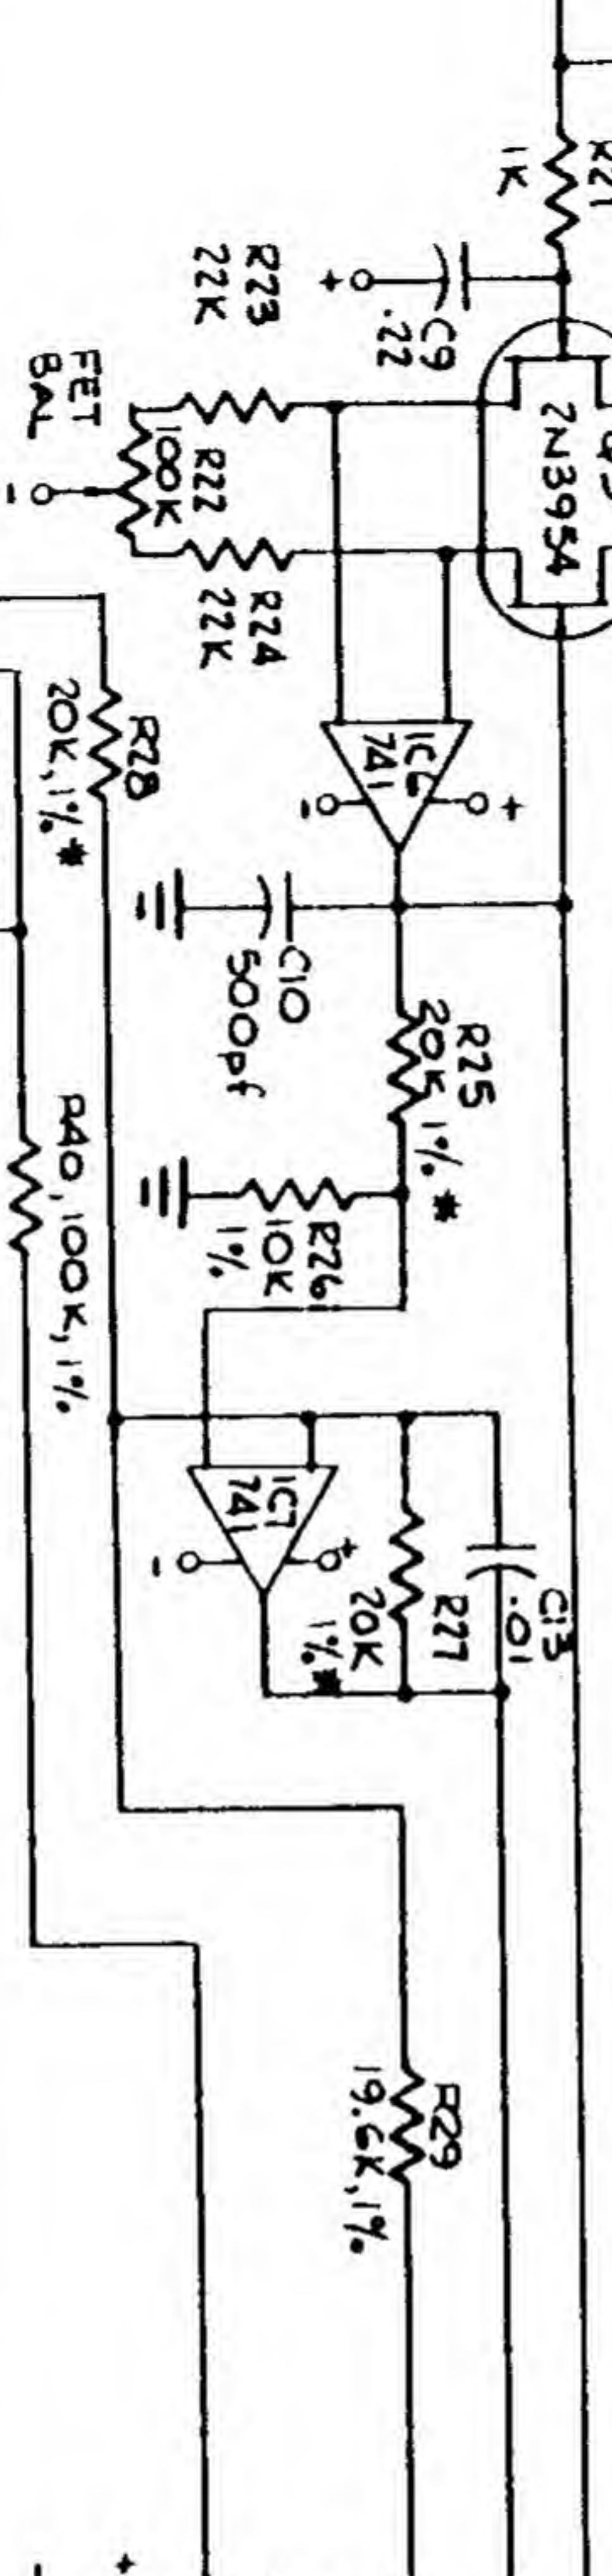 1K
R23
22K
+
C9
.22
FET
BAL
-
R22
100K
2N3954
R24
22K
R28
20K,1%*
IC6
741
-
+
C10
500pf
R25
20K 1%*
R26
10K
1%
R40,100K,1%
IC7
741
-
+
R27
20K
1%*
C13
.01
R29
19.6K,1%
-
+